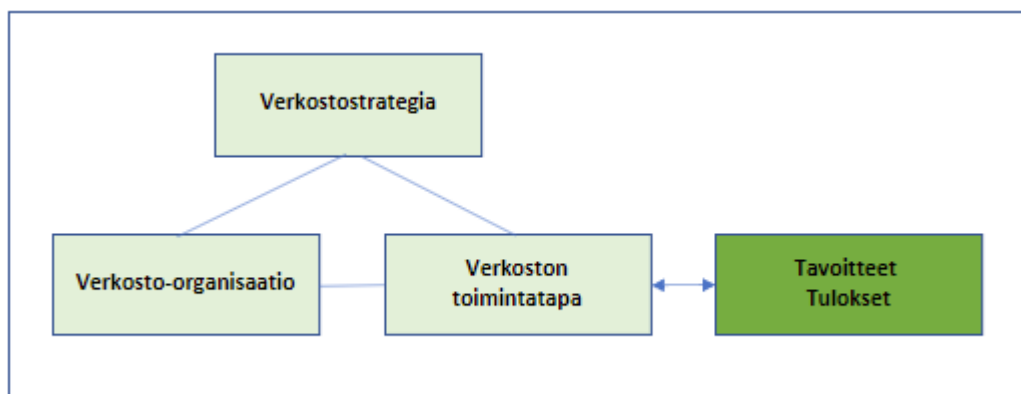 Verkostostrategia
Verkosto-organisaatio
Verkoston
toimintatapa
Tavoitteet
Tulokset